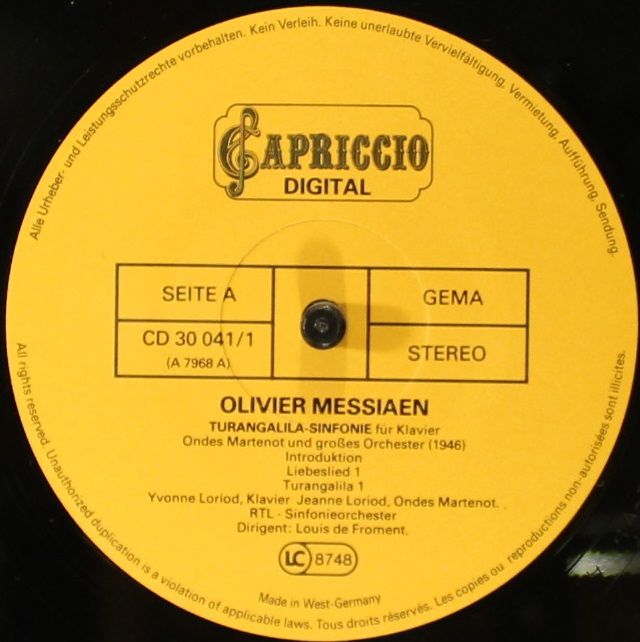 Alle Urheber- und Leistungsschutzrechte vorbehalten. Kein Verleih. Keine unerlaubte Vervielfältigung, Vermietung, Aufführung, Sendung.
CAPRICCIO
DIGITAL
SEITE A
GEMA
CD 30 041/1
(A 7968 A)
STEREO
OLIVIER MESSIAEN
TURANGALILA-SINFONIE für Klavier
Ondes Martenot und großes Orchester (1946)
Introduktion
Liebeslied 1
Turangalila 1
Yvonne Loriod, Klavier Jeanne Loriod, Ondes Martenot.
RTL - Sinfonieorchester
Dirigent: Louis de Froment.
LC 8748
Made in West-Germany
All rights reserved. Unauthorized duplication is a violation of applicable laws. Tous droits réservés. Les copies ou reproductions non-autorisées sont illicites.